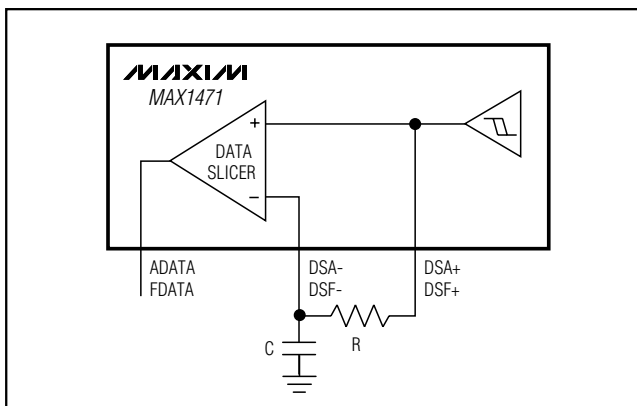 MAXIM
MAX1471
+
DATA
SLICER
−
ADATA
FDATA
DSA-
DSF-
DSA+
DSF+
C
R